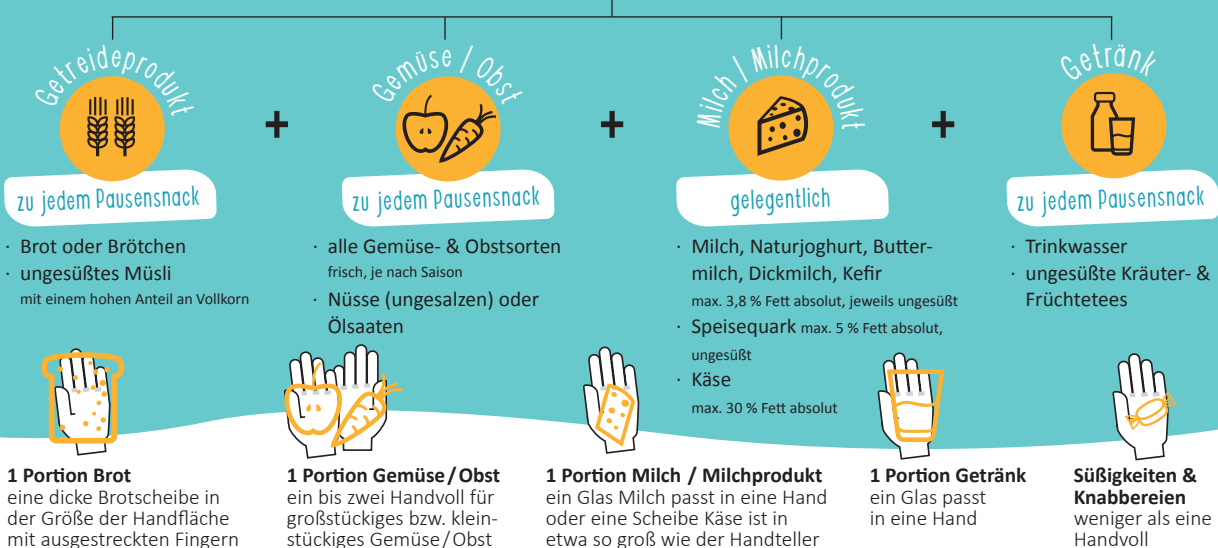 Getreideprodukt
+
Gemüse / Obst
+
Milch / Milchprodukt
+
Getränk
zu jedem Pausensnack
zu jedem Pausensnack
gelegentlich
zu jedem Pausensnack
· Brot oder Brötchen
· ungesüßtes Müsli
mit einem hohen Anteil an Vollkorn
· alle Gemüse- & Obstsorten
frisch, je nach Saison
· Nüsse (ungesalzen) oder
Ölsaaten
· Milch, Naturjoghurt, Butter-
milch, Dickmilch, Kefir
max. 3,8 % Fett absolut, jeweils ungesüßt
· Speisequark max. 5 % Fett absolut,
ungesüßt
· Käse
max. 30 % Fett absolut
· Trinkwasser
· ungesüßte Kräuter- &
Früchtetees
1 Portion Brot
eine dicke Brotscheibe in
der Größe der Handfläche
mit ausgestreckten Fingern
1 Portion Gemüse/Obst
ein bis zwei Handvoll für
großstückiges bzw. klein-
stückiges Gemüse/Obst
1 Portion Milch / Milchprodukt
ein Glas Milch passt in eine Hand
oder eine Scheibe Käse ist in
etwa so groß wie der Handteller
1 Portion Getränk
ein Glas passt
in eine Hand
Süßigkeiten &
Knabbereien
weniger als eine
Handvoll